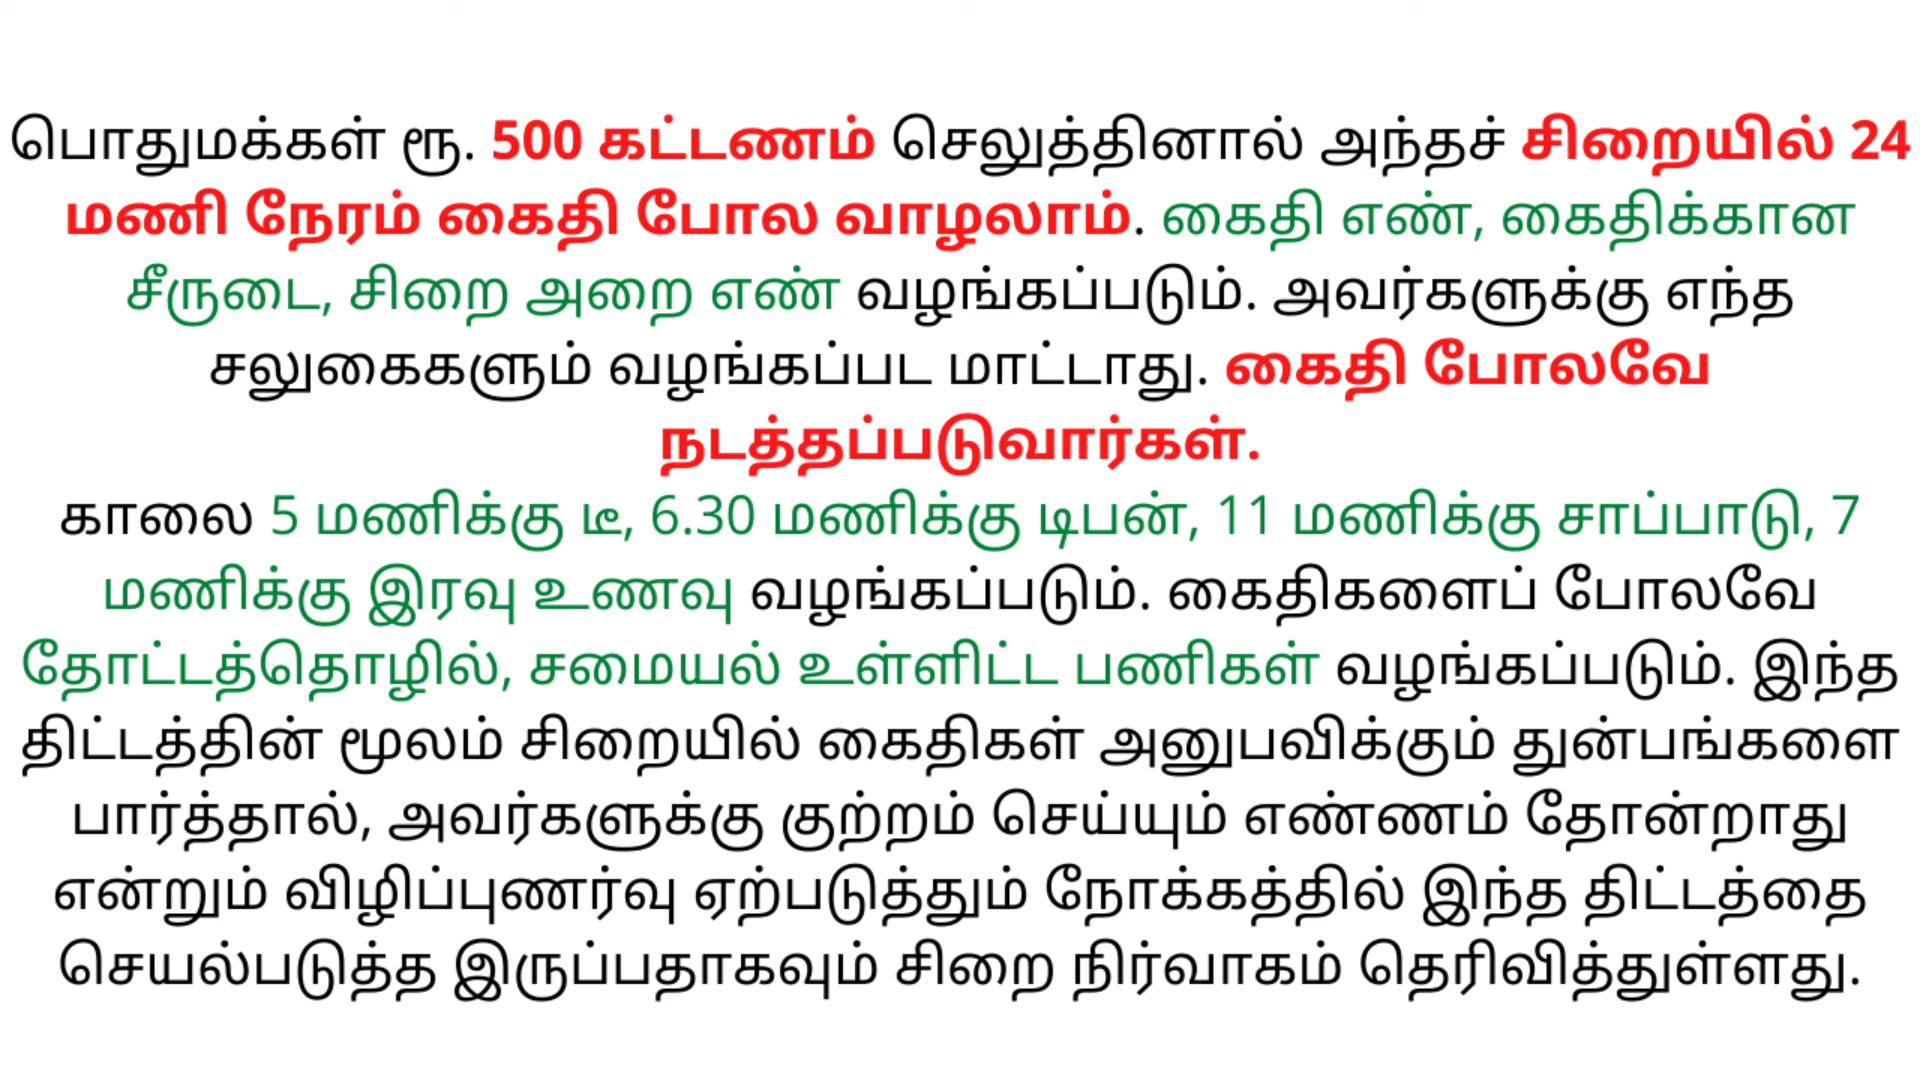 பொதுமக்கள் ரூ. 500 கட்டணம் செலுத்தினால் அந்தச் சிறையில் 24
மணி நேரம் கைதி போல வாழலாம். கைதி எண், கைதிக்கான
சீருடை, சிறை அறை எண் வழங்கப்படும். அவர்களுக்கு எந்த
சலுகைகளும் வழங்கப்பட மாட்டாது. கைதி போலவே
நடத்தப்படுவார்கள்.
காலை 5 மணிக்கு டீ, 6.30 மணிக்கு டிபன், 11 மணிக்கு சாப்பாடு, 7
மணிக்கு இரவு உணவு வழங்கப்படும். கைதிகளைப் போலவே
தோட்டத்தொழில், சமையல் உள்ளிட்ட பணிகள் வழங்கப்படும். இந்த
திட்டத்தின் மூலம் சிறையில் கைதிகள் அனுபவிக்கும் துன்பங்களை
பார்த்தால், அவர்களுக்கு குற்றம் செய்யும் எண்ணம் தோன்றாது
என்றும் விழிப்புணர்வு ஏற்படுத்தும் நோக்கத்தில் இந்த திட்டத்தை
செயல்படுத்த இருப்பதாகவும் சிறை நிர்வாகம் தெரிவித்துள்ளது.